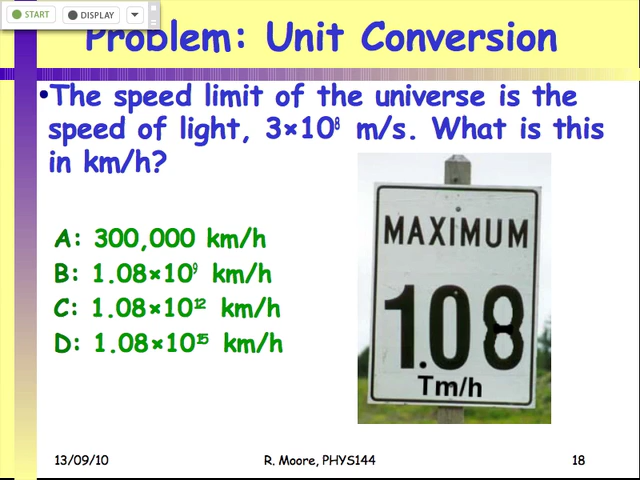 START
DISPLAY
Problem: Unit Conversion
•The speed limit of the universe is the
speed of light, 3×10⁸ m/s. What is this
in km/h?
A: 300,000 km/h
B: 1.08×10⁹ km/h
C: 1.08×10¹² km/h
D: 1.08×10¹⁵ km/h
MAXIMUM
1.08
Tm/h
13/09/10
R. Moore, PHYS144
18